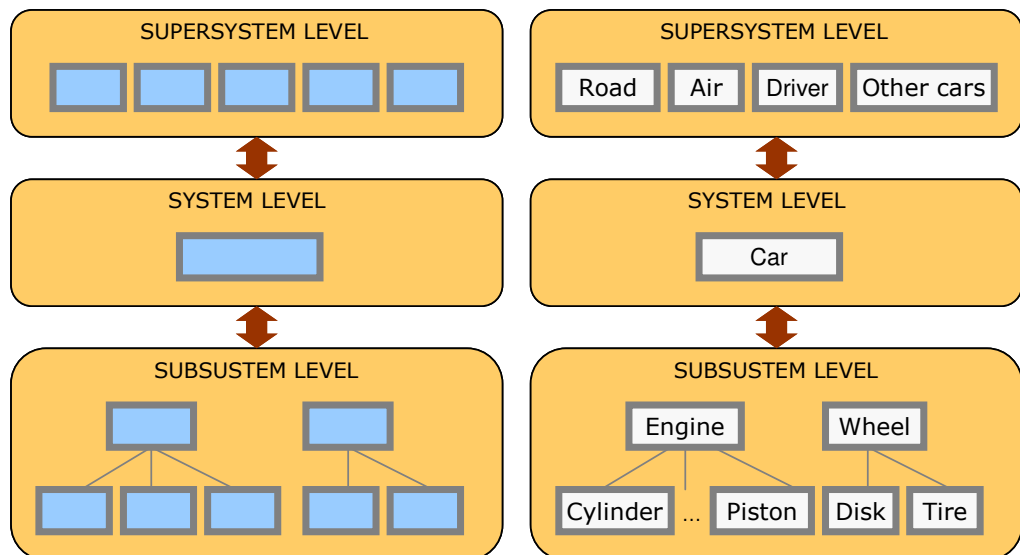 SUPERSYSTEM LEVEL
SYSTEM LEVEL
SUBSUSTEM LEVEL
SUPERSYSTEM LEVEL
Road Air Driver Other cars
SYSTEM LEVEL
Car
SUBSUSTEM LEVEL
Engine Wheel
Cylinder ... Piston Disk Tire